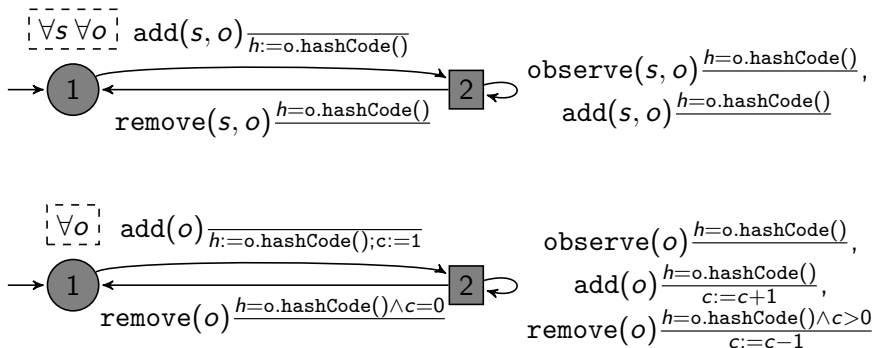 ∀s ∀o add(s, o) / h:=o.hashCode()
1 2
observe(s, o) h=o.hashCode() / ,
remove(s, o) h=o.hashCode() /
add(s, o) h=o.hashCode() /
∀o add(o) / h:=o.hashCode();c:=1
1 2
observe(o) h=o.hashCode() / ,
add(o) h=o.hashCode() / c:=c+1 ,
remove(o) h=o.hashCode()∧c=0 /
remove(o) h=o.hashCode()∧c>0 / c:=c−1